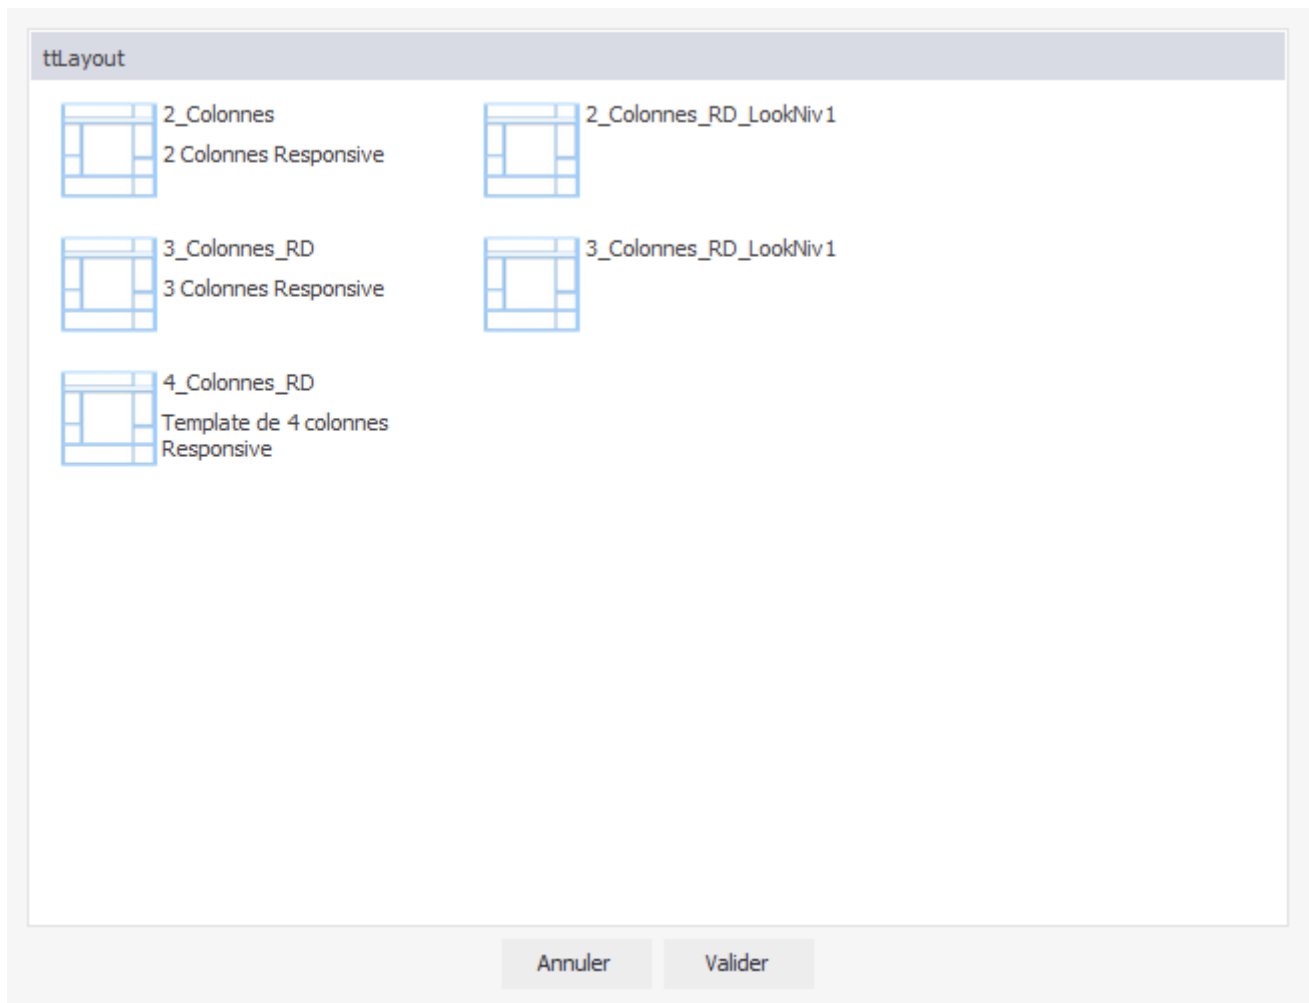 ttLayout
2_Colonnes
2 Colonnes Responsive
2_Colonnes_RD_LookNiv1
3_Colonnes_RD
3 Colonnes Responsive
3_Colonnes_RD_LookNiv1
4_Colonnes_RD
Template de 4 colonnes
Responsive
Annuler
Valider